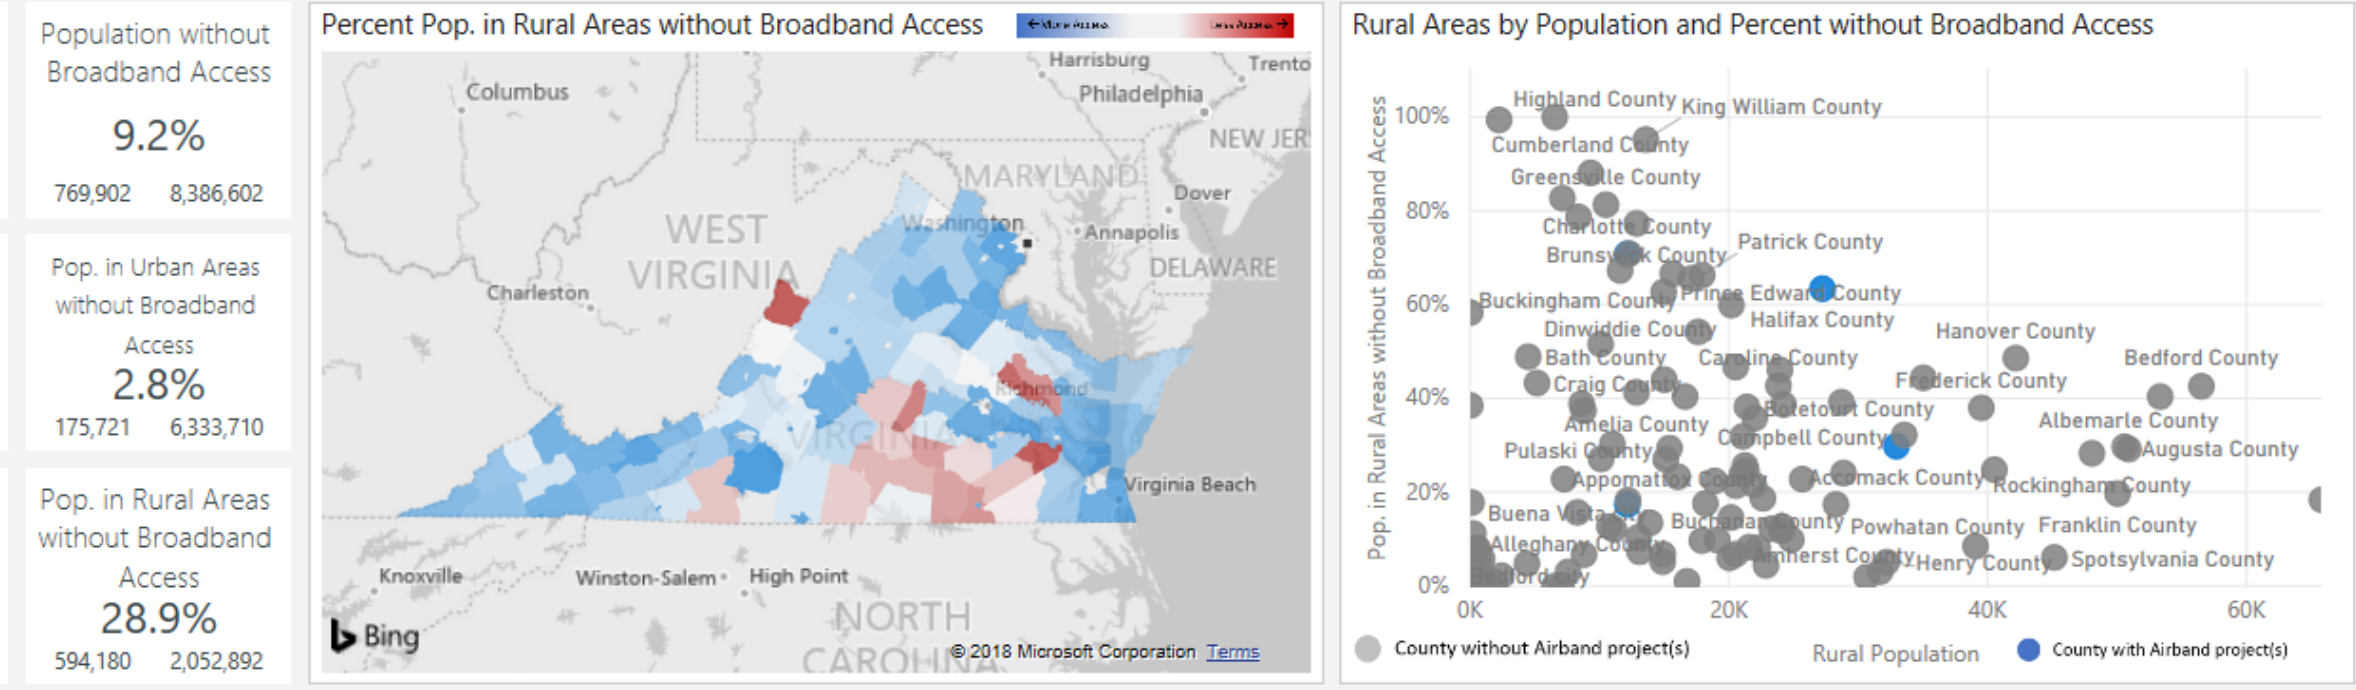 Population without
Broadband Access
9.2%
769,902 8,386,602
Pop. in Urban Areas
without Broadband
Access
2.8%
175,721 6,333,710
Pop. in Rural Areas
without Broadband
Access
28.9%
594,180 2,052,892
Percent Pop. in Rural Areas without Broadband Access
←More Access
Less Access→
Harrisburg
Trento
Columbus
Philadelphia
NEW JER
MARYLAND
Dover
Washington
WEST
VIRGINIA
Annapolis
DELAWARE
Charleston
Richmond
VIRGINIA
Virginia Beach
Knoxville
Winston-Salem
High Point
NORTH
CAROLINA
Bing
© 2018 Microsoft Corporation Terms
Rural Areas by Population and Percent without Broadband Access
Pop. in Rural Areas without Broadband Access
100%
80%
60%
40%
20%
0%
Highland County
King William County
Cumberland County
Greensville County
Charlotte County
Patrick County
Brunswick County
Buckingham County
Prince Edward County
Halifax County
Dinwiddie County
Hanover County
Bath County
Caroline County
Bedford County
Craig County
Frederick County
Botetourt County
Amelia County
Albemarle County
Campbell County
Pulaski County
Augusta County
Appomattox County
Accomack County
Rockingham County
Buena Vista city
Buchanan County
Powhatan County
Franklin County
Alleghany County
Amherst County
Henry County
Spotsylvania County
Bedford city
0K
20K
40K
60K
County without Airband project(s)
Rural Population
County with Airband project(s)